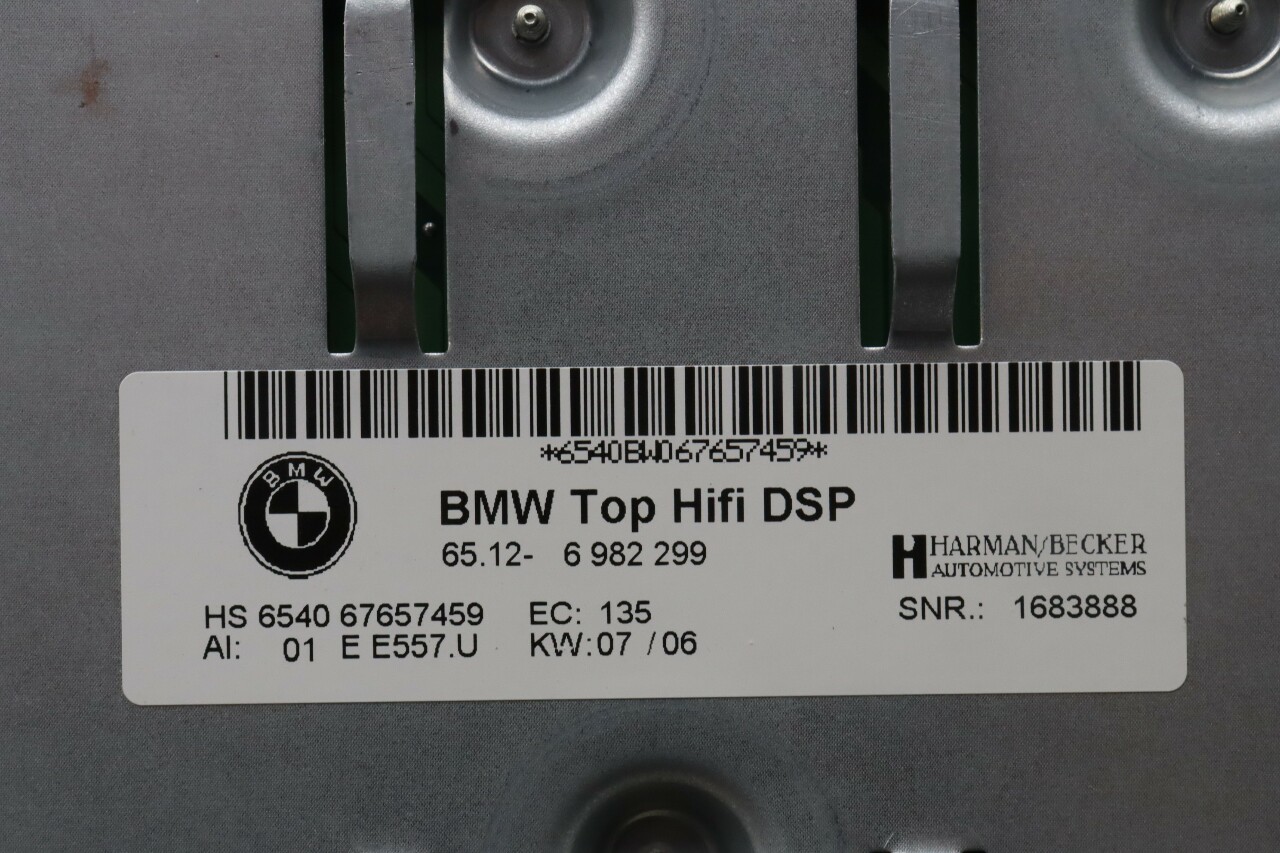 *6540BW067657459*
BMW
BMW Top Hifi DSP
65.12- 6 982 299
HARMAN/BECKER
AUTOMOTIVE SYSTEMS
HS 6540 67657459 EC: 135 SNR.: 1683888
AI: 01 E E557.U KW:07 / 06